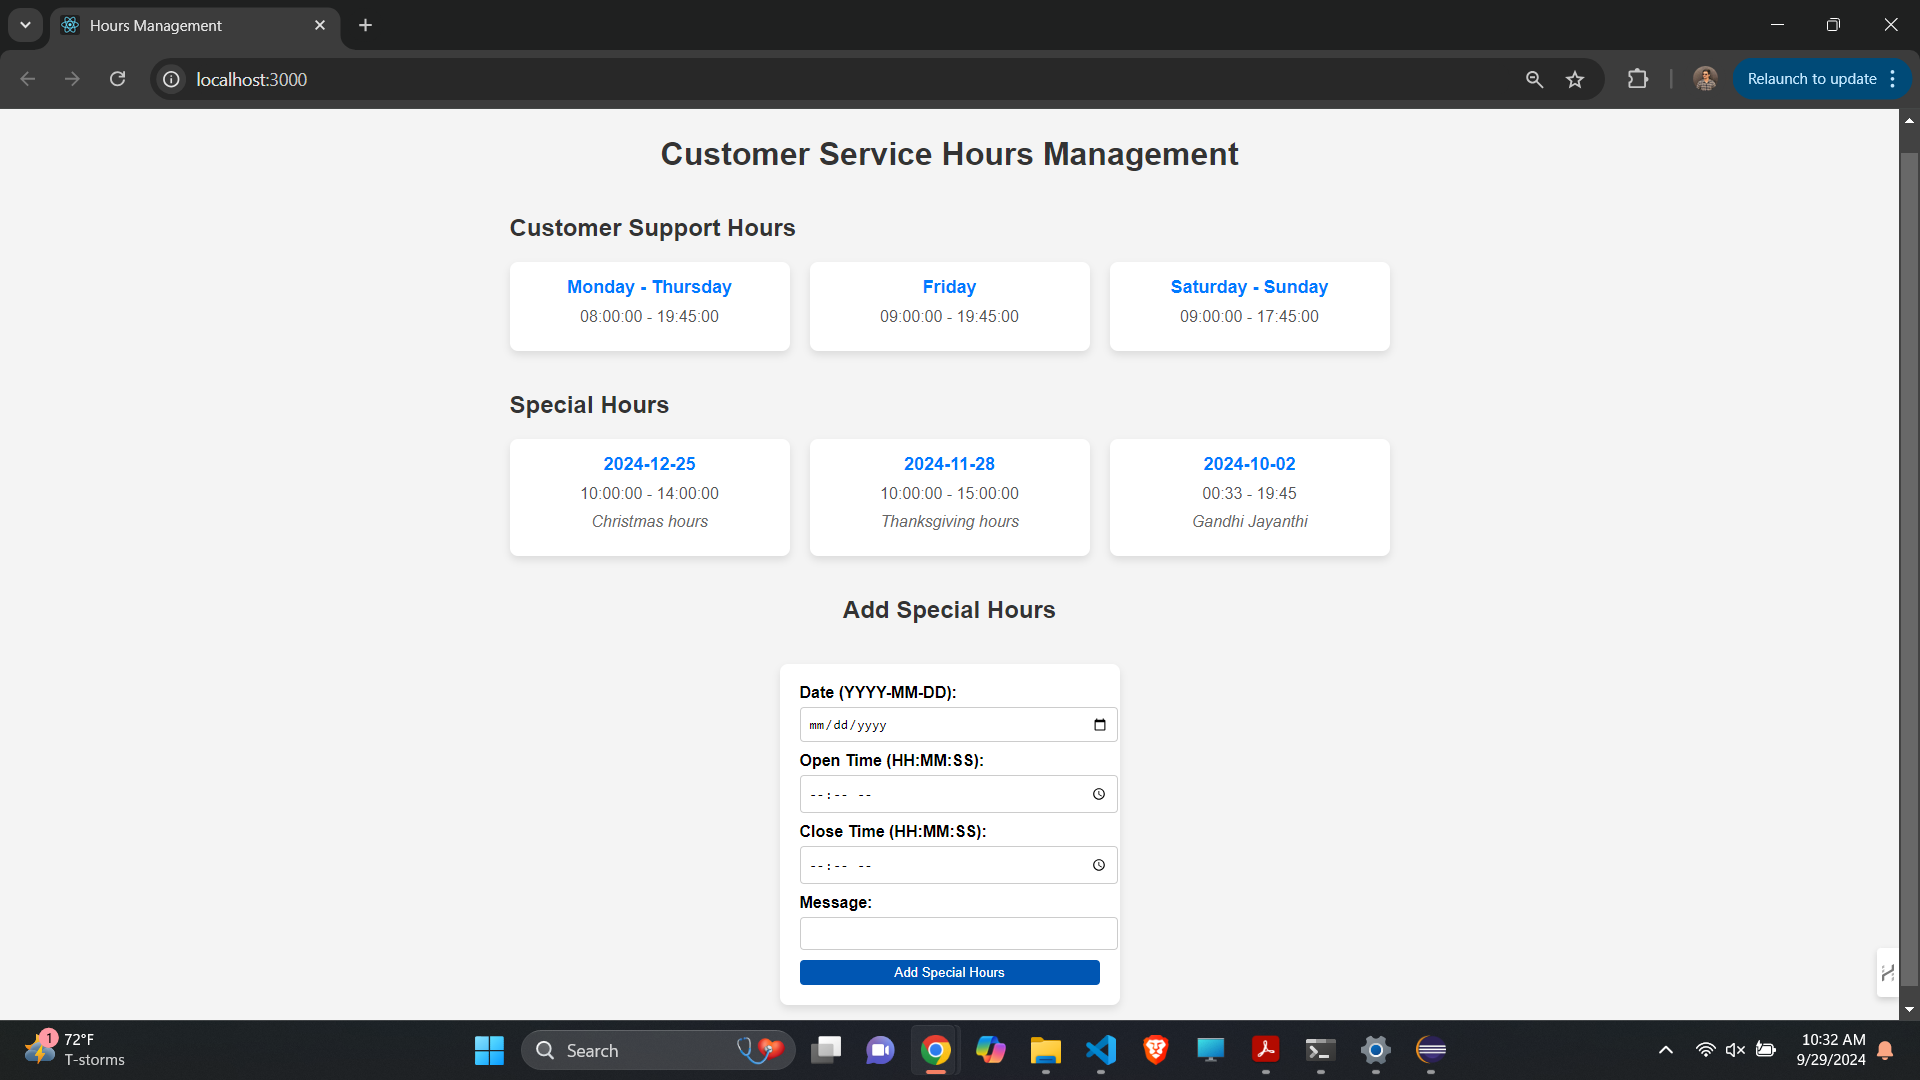 Hours Management
localhost:3000
Relaunch to update
Customer Service Hours Management
Customer Support Hours
Monday - Thursday
08:00:00 - 19:45:00
Friday
09:00:00 - 19:45:00
Saturday - Sunday
09:00:00 - 17:45:00
Special Hours
2024-12-25
10:00:00 - 14:00:00
Christmas hours
2024-11-28
10:00:00 - 15:00:00
Thanksgiving hours
2024-10-02
00:33 - 19:45
Gandhi Jayanthi
Add Special Hours
Date (YYYY-MM-DD):
mm/dd/yyyy
Open Time (HH:MM:SS):
--:-- --
Close Time (HH:MM:SS):
--:-- --
Message:
Add Special Hours
1
72°F
T-storms
Search
10:32 AM
9/29/2024